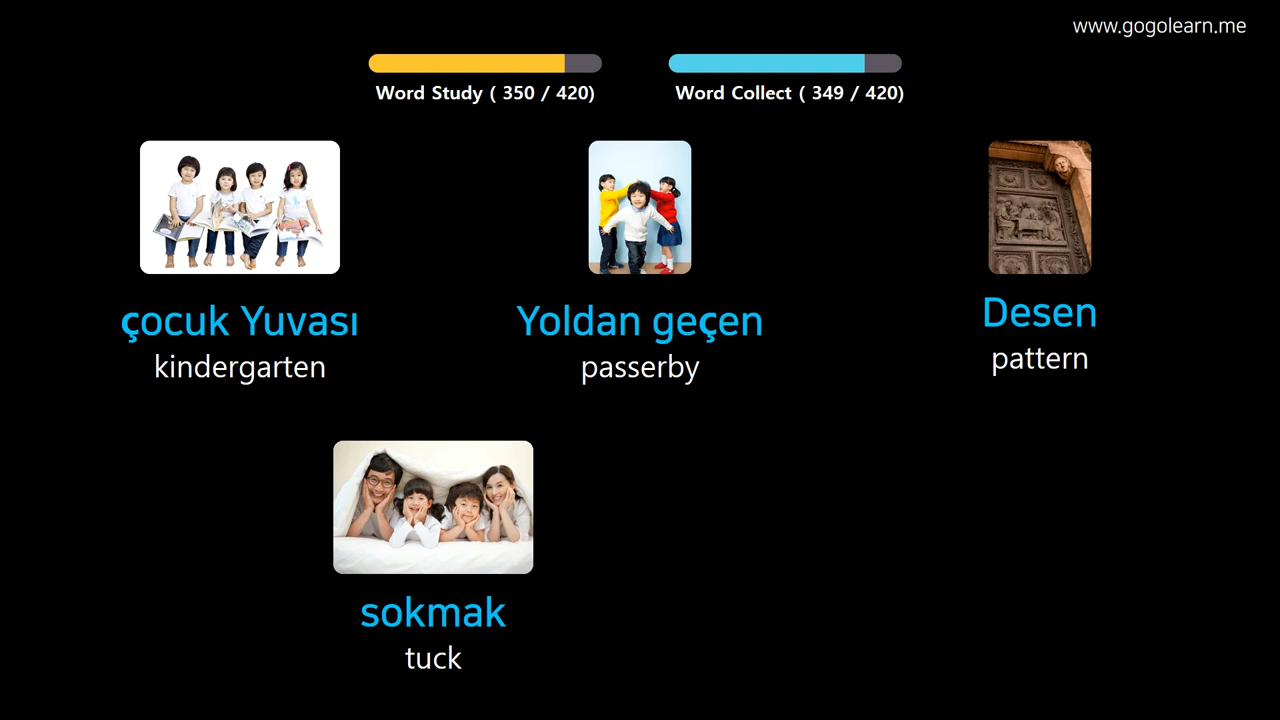 www.gogolearn.me
Word Study ( 350 / 420)
Word Collect ( 349 / 420)
çocuk Yuvası
kindergarten
Yoldan geçen
passerby
Desen
pattern
sokmak
tuck